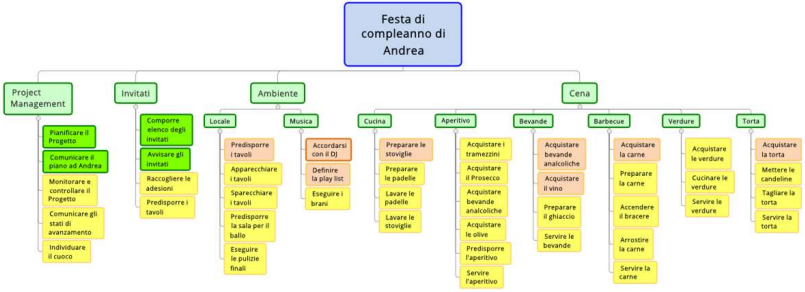 Festa di
compleanno di
Andrea
Project
Management
Invitati
Ambiente
Cena
Pianificare il
Progetto
Comunicare il
piano ad Andrea
Monitorare e
controllare il
Progetto
Comunicare gli
stati di
avanzamento
Individuare
il cuoco
Comporre
elenco degli
invitati
Avvisare gli
invitati
Raccogliere le
adesioni
Predisporre i
tavoli
Locale
Predisporre
i tavoli
Apparecchiare
i tavoli
Sparecchiare
i tavoli
Predisporre
la sala per il
ballo
Eseguire
le pulizie
finali
Musica
Accordarsi
con il DJ
Definire
la play list
Eseguire i
brani
Cucina
Preparare le
stoviglie
Preparare
le padelle
Lavare le
padelle
Lavare le
stoviglie
Aperitivo
Acquistare i
tramezzini
Acquistare
il Prosecco
Acquistare
bevande
analcoliche
Acquistare
le olive
Predisporre
l'aperitivo
Servire
l'aperitivo
Bevande
Acquistare
bevande
analcoliche
Acquistare
il vino
Preparare
il ghiaccio
Servire le
bevande
Barbecue
Acquistare
la carne
Preparare
la carne
Accendere
il bracere
Arrostire
la carne
Servire la
carne
Verdure
Acquistare
le verdure
Cucinare le
verdure
Servire le
verdure
Torta
Acquistare
la torta
Mettere le
candeline
Tagliare la
torta
Servire la
torta